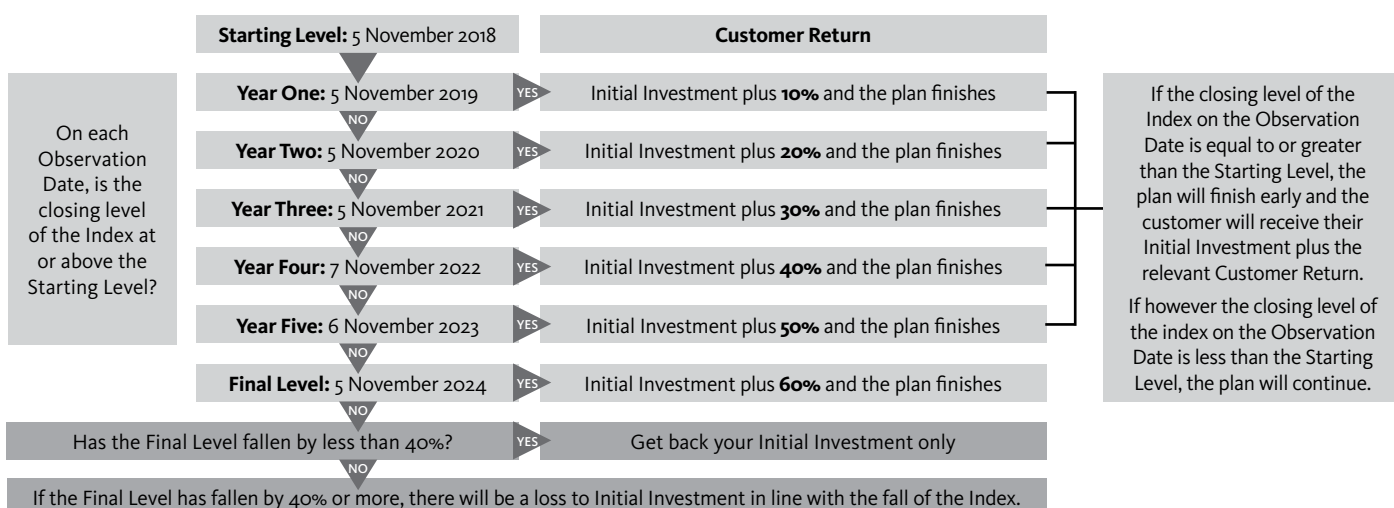 Starting Level: 5 November 2018
Customer Return
On each
Observation
Date, is the
closing level
of the Index at
or above the
Starting Level?
Year One: 5 November 2019
YES
Initial Investment plus 10% and the plan finishes
NO
Year Two: 5 November 2020
YES
Initial Investment plus 20% and the plan finishes
NO
Year Three: 5 November 2021
YES
Initial Investment plus 30% and the plan finishes
NO
Year Four: 7 November 2022
YES
Initial Investment plus 40% and the plan finishes
NO
Year Five: 6 November 2023
YES
Initial Investment plus 50% and the plan finishes
NO
Final Level: 5 November 2024
YES
Initial Investment plus 60% and the plan finishes
NO
If the closing level of the
Index on the Observation
Date is equal to or greater
than the Starting Level, the
plan will finish early and the
customer will receive their
Initial Investment plus the
relevant Customer Return.
If however the closing level of
the index on the Observation
Date is less than the Starting
Level, the plan will continue.
Has the Final Level fallen by less than 40%?
YES
Get back your Initial Investment only
NO
If the Final Level has fallen by 40% or more, there will be a loss to Initial Investment in line with the fall of the Index.